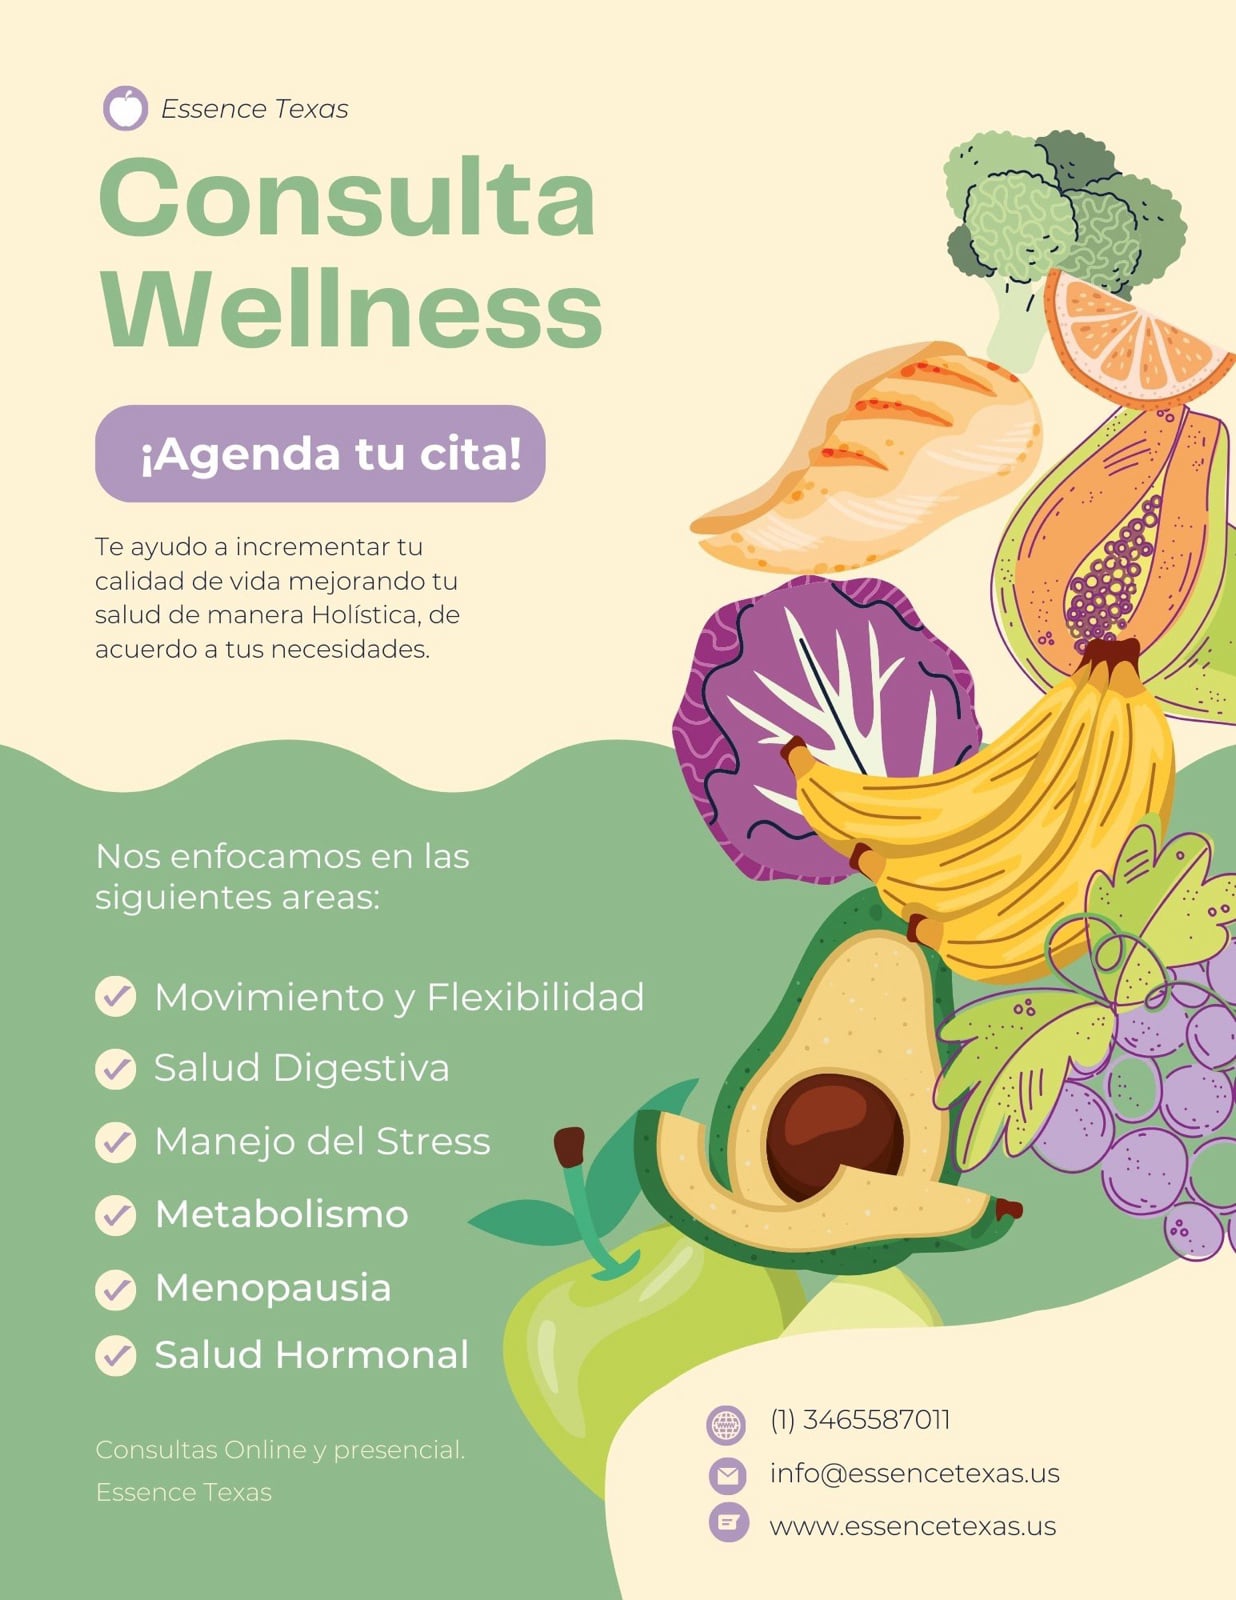 Essence Texas
Consulta
Wellness
¡Agenda tu cita!
Te ayudo a incrementar tu
calidad de vida mejorando tu
salud de manera Holística, de
acuerdo a tus necesidades.
Nos enfocamos en las
siguientes areas:
Movimiento y Flexibilidad
Salud Digestiva
Manejo del Stress
Metabolismo
Menopausia
Salud Hormonal
Consultas Online y presencial.
Essence Texas
(1) 3465587011
info@essencetexas.us
www.essencetexas.us